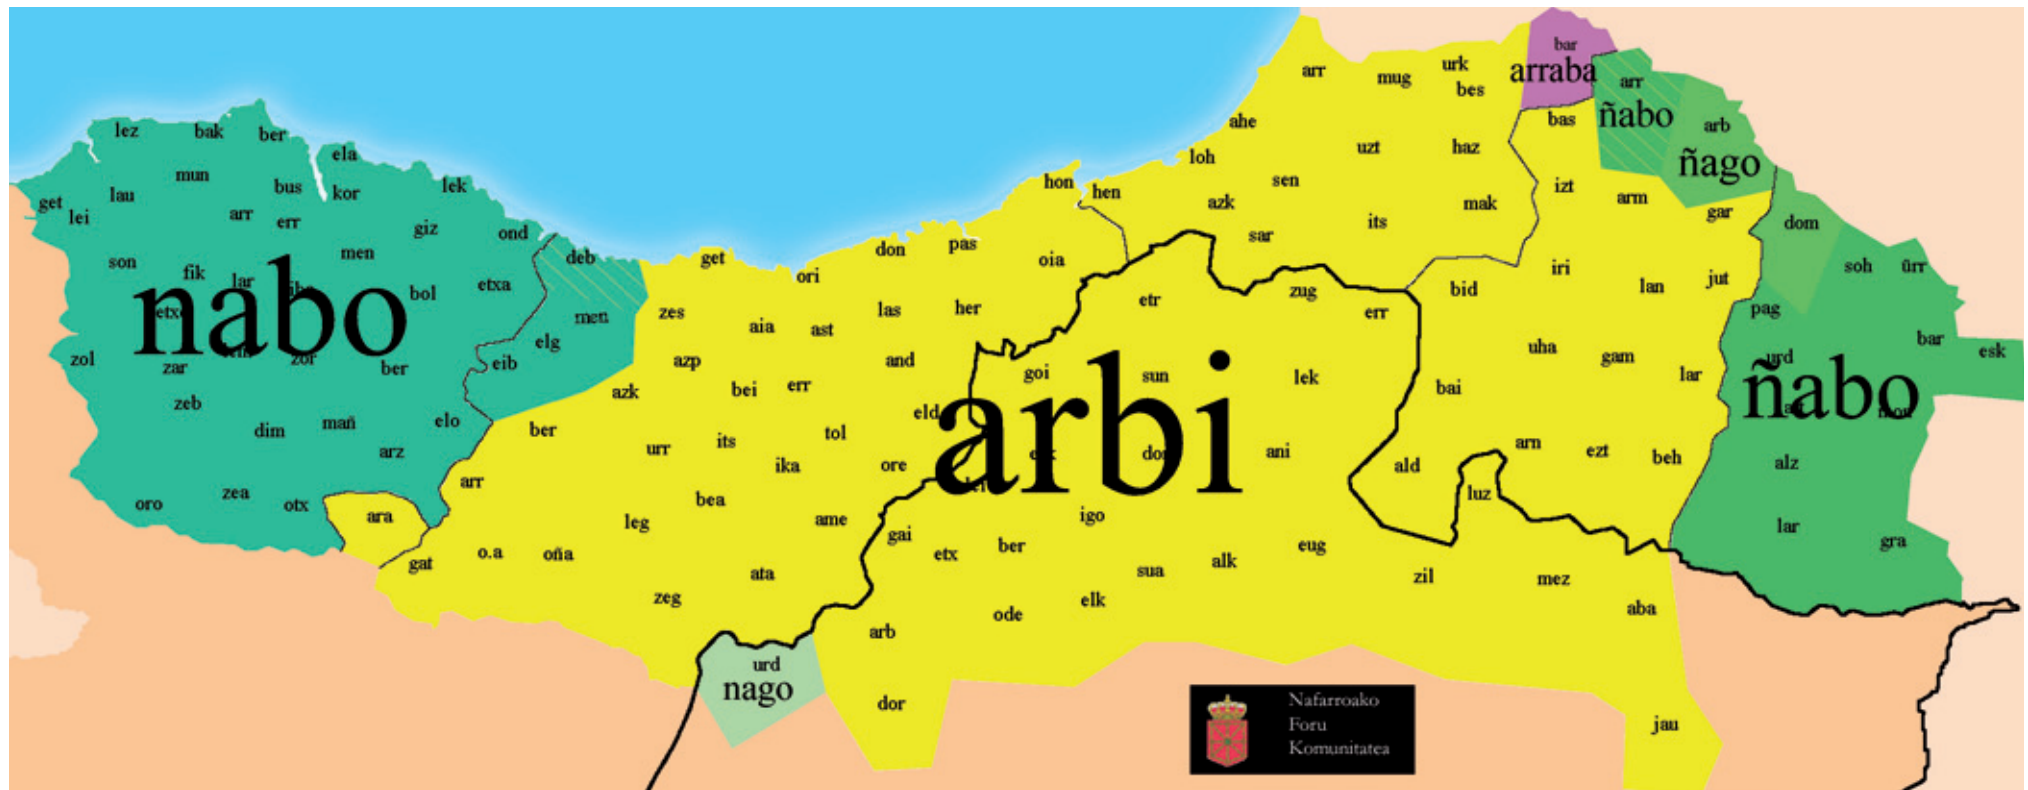 bar
arr
urk
arraba
mug
arr
bes
ñabo
bas
arb
ahe
lez
bak
ber
uzt
haz
ela
loh
ñago
mun
sen
izt
hon
hen
bus
kor
lek
lau
arm
get
azk
mak
gar
lei
arr
err
its
dom
giz
ond
sar
pas
don
men
deb
get
oia
son
fik
ori
iri
soh
ūrr
lar
jut
etxa
bol
zug
bid
lan
etr
her
las
err
pag
zes
men
aia
ast
nabo
bar
elg
uha
esk
gam
zol
zor
urd
azp
and
eib
zar
ber
goi
sun
lek
lar
bei
err
bai
azk
ñabo
zeb
arbi
eld
mañ
elo
dim
ber
tol
its
arn
urr
arz
ani
ezt
beh
ika
ore
ald
alz
arr
zea
luz
bea
oro
otx
ara
igo
ame
leg
lar
gai
gra
ber
eug
o.a
oña
etx
gat
alk
sua
ata
zil
mez
zeg
elk
aba
ode
arb
urd
nago
dor
jau
Nafarroako
Foru
Komunitatea